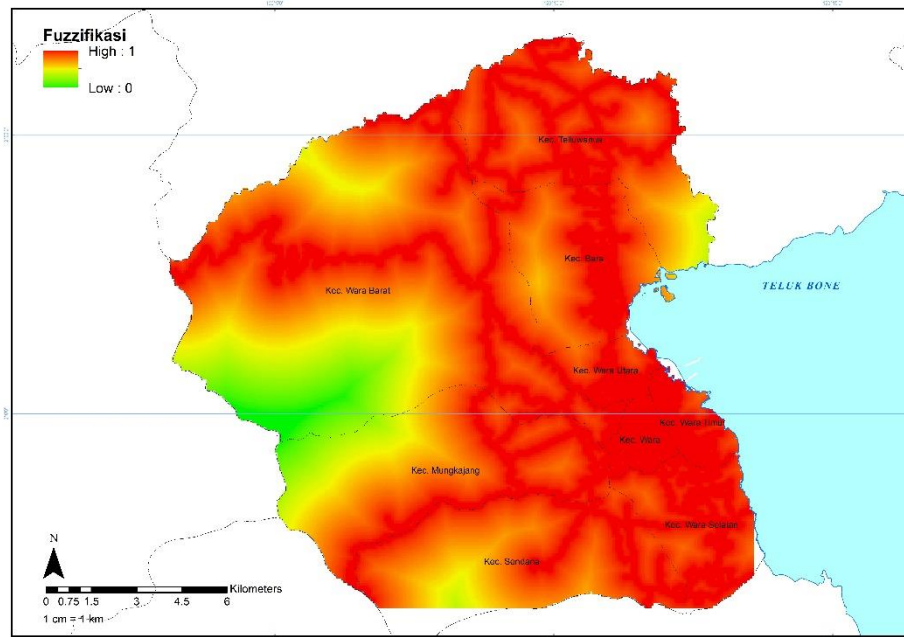 Fuzzifikasi
High : 1
Low : 0
Kec. Telluwanua
Kec. Bara
TELUK BONE
Kec. Wara Barat
Kec. Wara Utara
Kec. Wara Timur
Kec. Wara
Kec. Mungkajang
Kec. Wara Selatan
Kec. Sendana
N
Kilometers
0 0.75 1.5 3 4.5 6
1 cm = 1 km